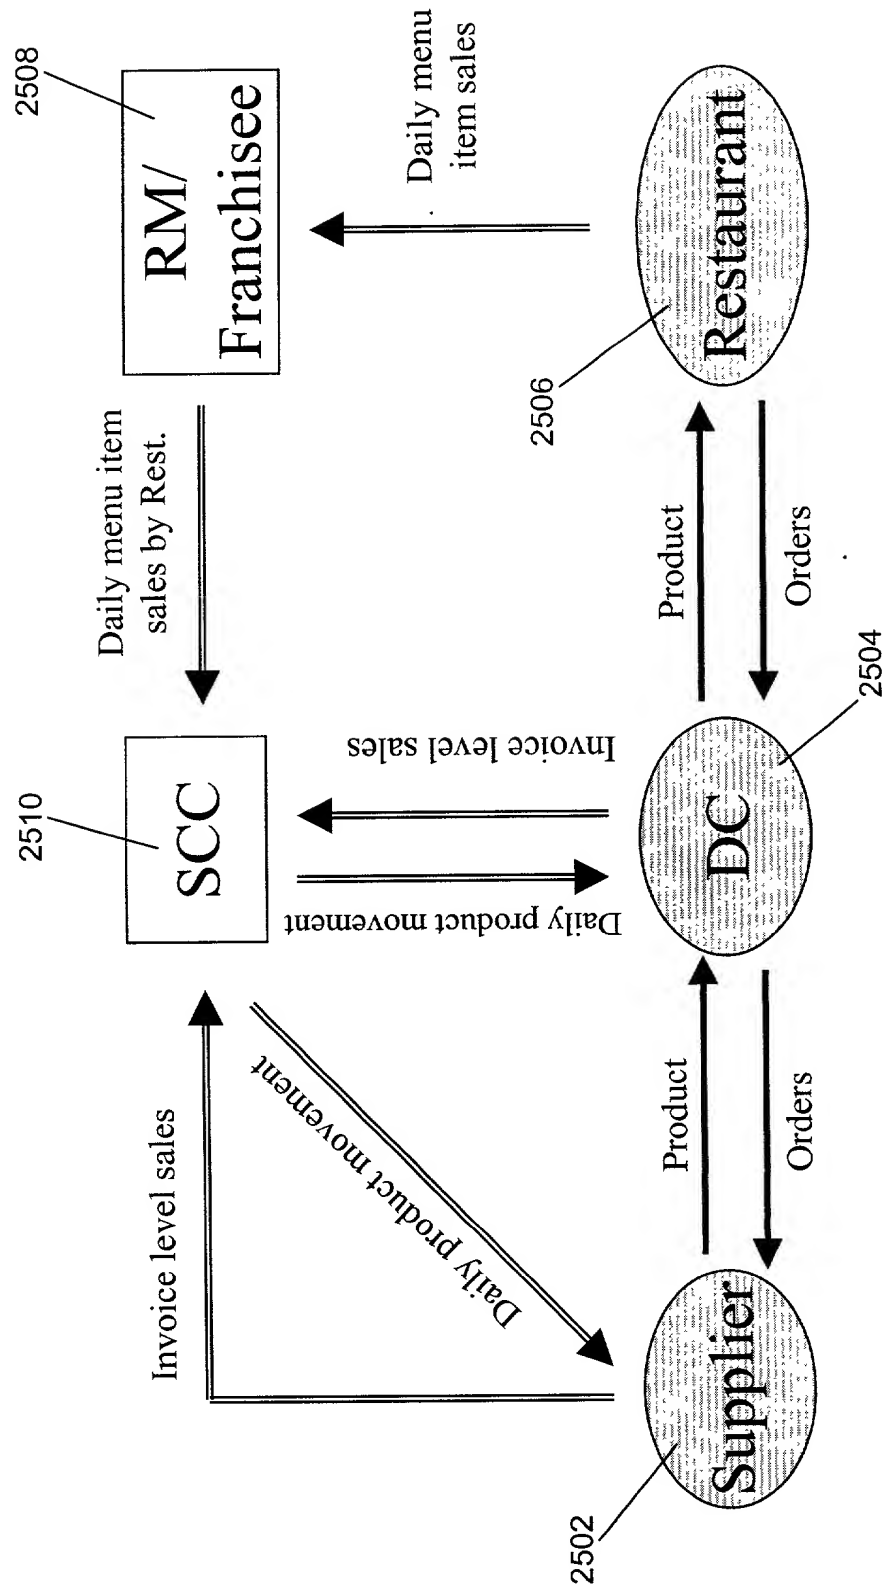 2510
2508
Invoice level sales
SCC
Daily menu item
sales by Rest.
RM/
Franchisee
Daily product movement
Daily product movement
Invoice level sales
Daily menu
item sales
2502
2506
Product
Product
Supplier
DC
Restaurant
Orders
Orders
2504